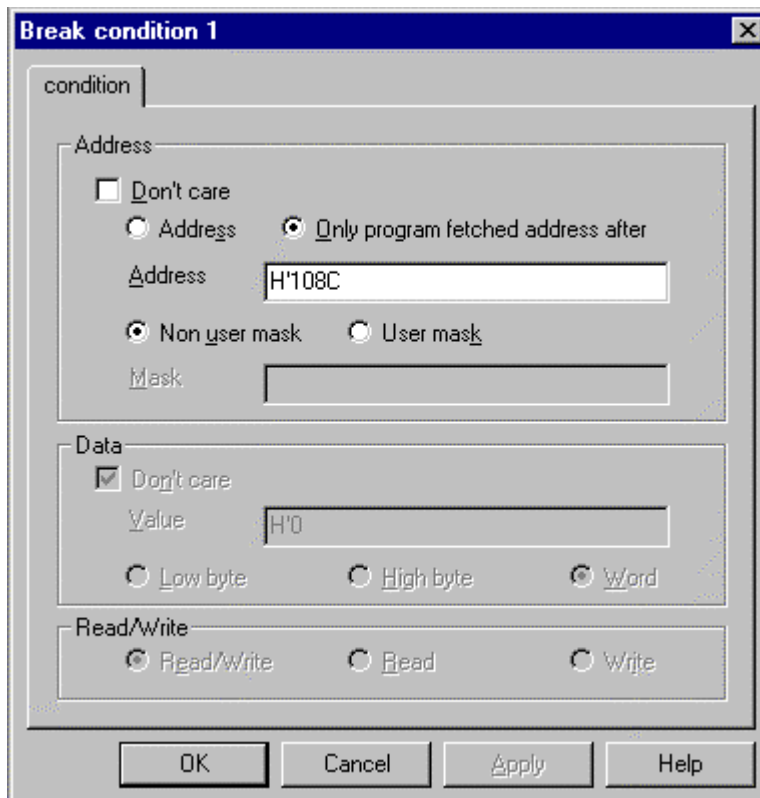 Break condition 1
condition
Address
Don't care
Address Only program fetched address after
Address H'108C
Non user mask User mask
Mask
Data
Don't care
Value H'0
Low byte High byte Word
Read/Write
Read/Write Read Write
OK Cancel Apply Help